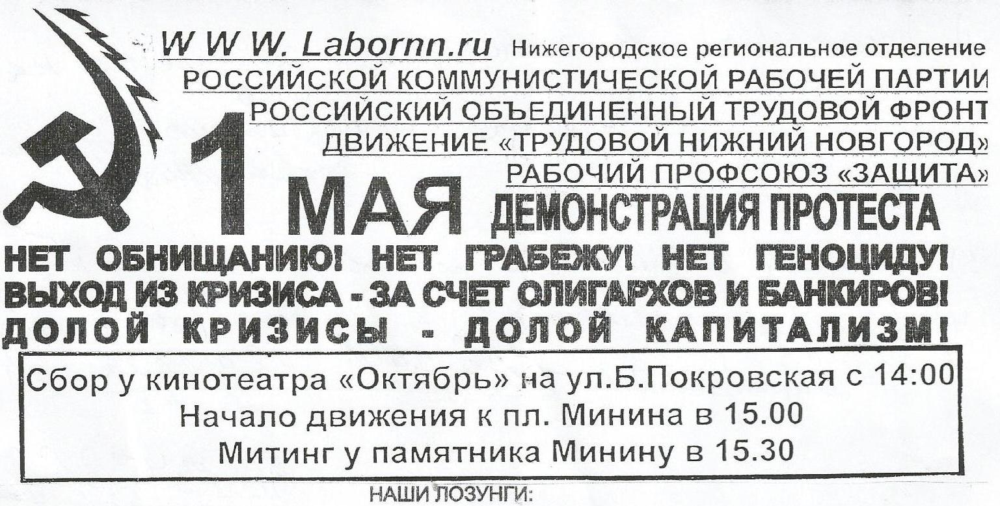 W W W. Labornn.ru Нижегородское региональное отделение
РОССИЙСКОЙ КОММУНИСТИЧЕСКОЙ РАБОЧЕЙ ПАРТИИ
РОССИЙСКИЙ ОБЪЕДИНЕННЫЙ ТРУДОВОЙ ФРОНТ
ДВИЖЕНИЕ «ТРУДОВОЙ НИЖНИЙ НОВГОРОД»
РАБОЧИЙ ПРОФСОЮЗ «ЗАЩИТА»
1 МАЯ ДЕМОНСТРАЦИЯ ПРОТЕСТА
НЕТ ОБНИЩАНИЮ! НЕТ ГРАБЕЖУ! НЕТ ГЕНОЦИДУ!
ВЫХОД ИЗ КРИЗИСА - ЗА СЧЕТ ОЛИГАРХОВ И БАНКИРОВ!
ДОЛОЙ КРИЗИСЫ - ДОЛОЙ КАПИТАЛИЗМ!
Сбор у кинотеатра «Октябрь» на ул.Б.Покровская с 14:00
Начало движения к пл. Минина в 15.00
Митинг у памятника Минину в 15.30
НАШИ ЛОЗУНГИ: